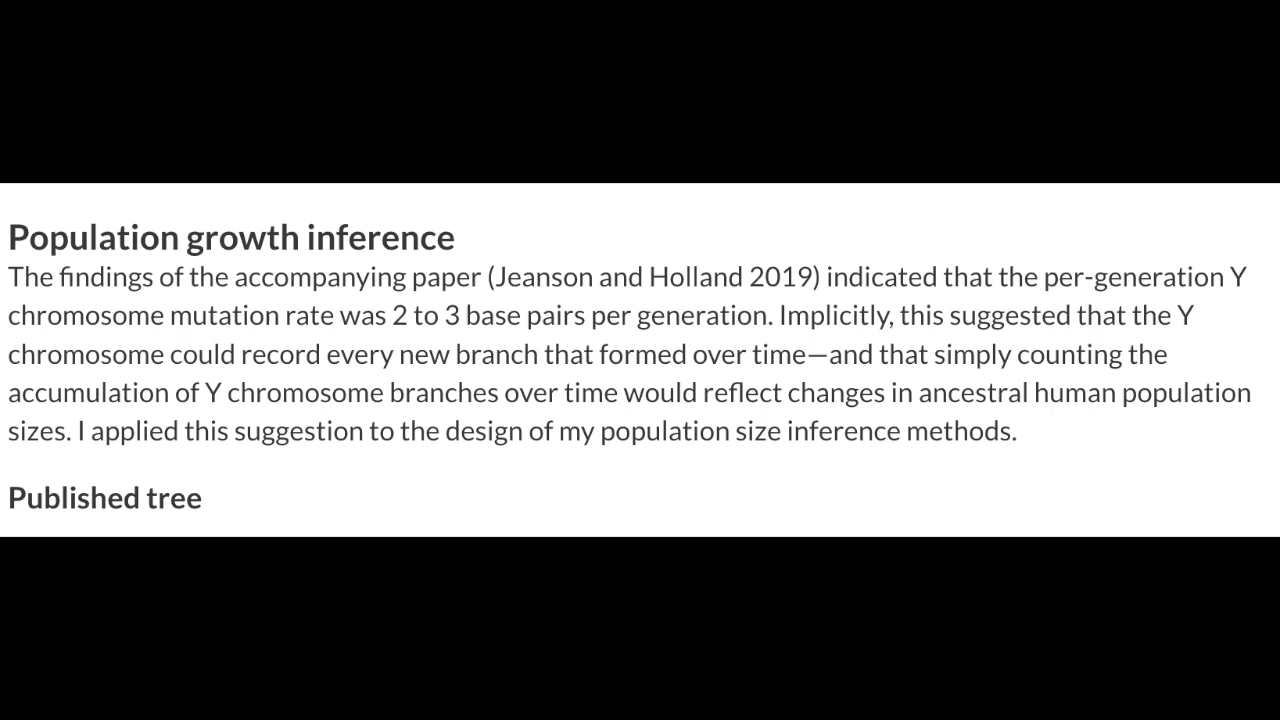 Population growth inference
The findings of the accompanying paper (Jeanson and Holland 2019) indicated that the per-generation Y
chromosome mutation rate was 2 to 3 base pairs per generation. Implicitly, this suggested that the Y
chromosome could record every new branch that formed over time—and that simply counting the
accumulation of Y chromosome branches over time would reflect changes in ancestral human population
sizes. I applied this suggestion to the design of my population size inference methods.
Published tree